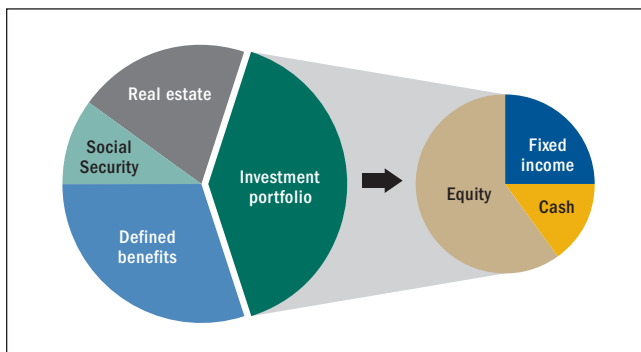 Real estate
Social
Security
Defined
benefits
Investment
portfolio
Equity
Fixed
income
Cash